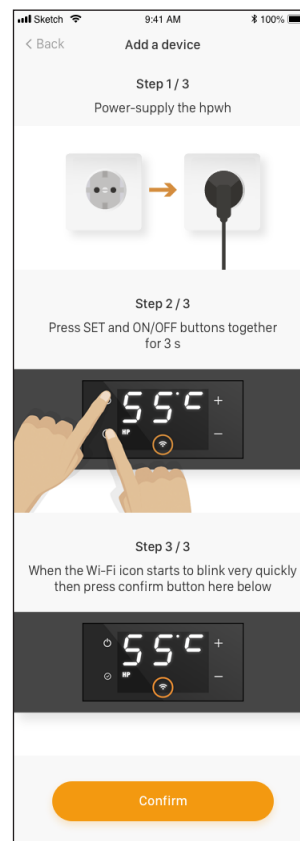 Sketch 9:41 AM 100%
< Back Add a device
Step 1 / 3
Power-supply the hpwh
Step 2 / 3
Press SET and ON/OFF buttons together
for 3 s
55°C +
HP −
Step 3 / 3
When the Wi-Fi icon starts to blink very quickly
then press confirm button here below
55°C +
HP −
Confirm